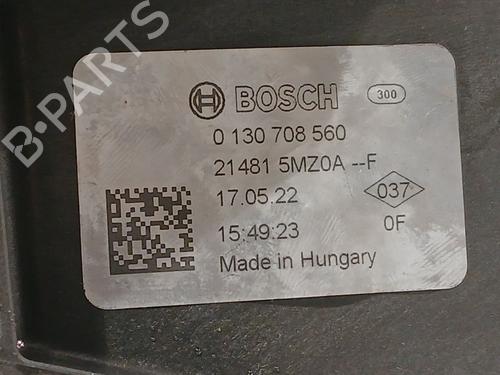 BOSCH 300
0 130 708 560
21481 5MZ0A --F
17.05.22 037
15:49:23 0F
Made in Hungary
B-PARTS